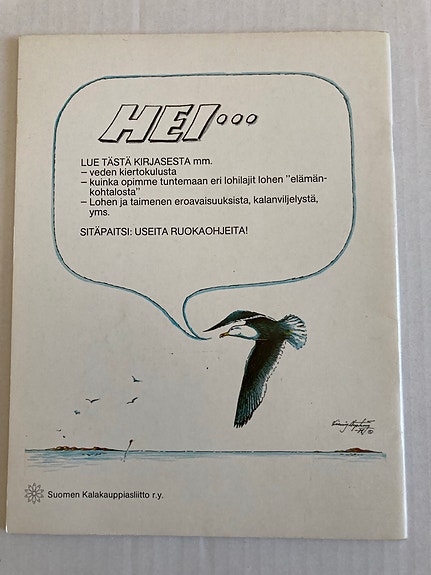 HEI...
LUE TÄSTÄ KIRJASESTA mm.
– veden kiertokulusta
– kuinka opimme tuntemaan eri lohilajit lohen "elämän-
kohtalosta"
– Lohen ja taimenen eroavaisuuksista, kalanviljelystä,
yms.
SITÄPAITSI: USEITA RUOKAOHJEITA!
Suomen Kalakauppiasliitto r.y.